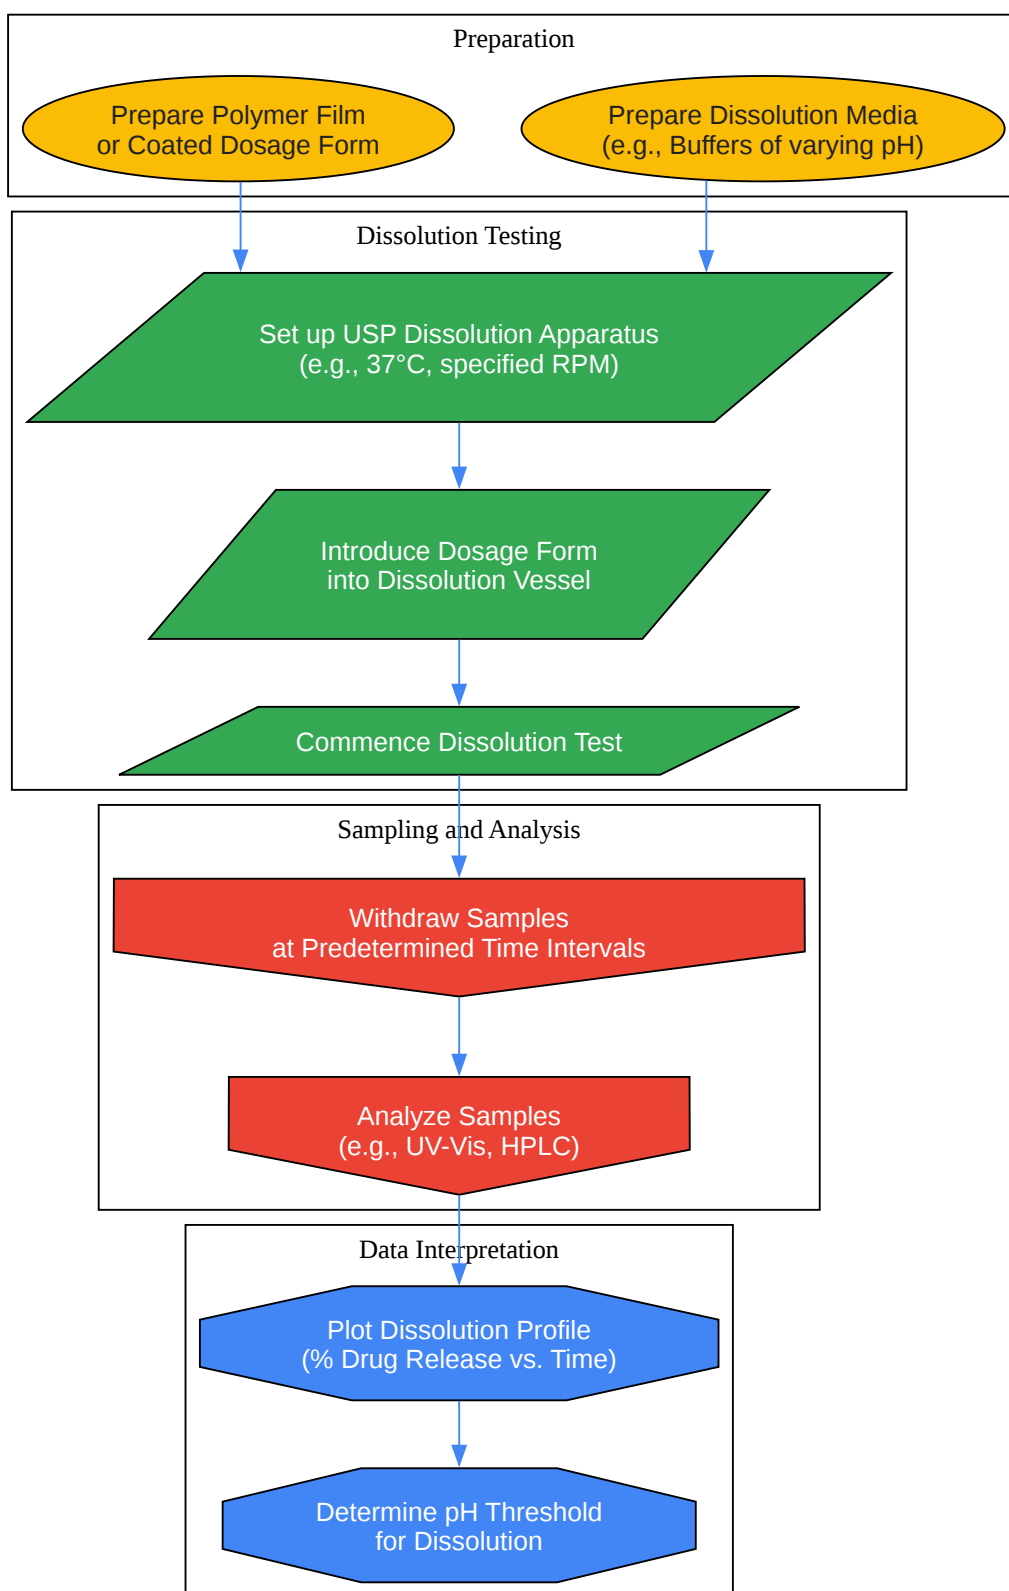 Preparation
Prepare Polymer Film
or Coated Dosage Form
Prepare Dissolution Media
(e.g., Buffers of varying pH)
Dissolution Testing
Set up USP Dissolution Apparatus
(e.g., 37°C, specified RPM)
Introduce Dosage Form
into Dissolution Vessel
Commence Dissolution Test
Sampling and Analysis
Withdraw Samples
at Predetermined Time Intervals
Analyze Samples
(e.g., UV-Vis, HPLC)
Data Interpretation
Plot Dissolution Profile
(% Drug Release vs. Time)
Determine pH Threshold
for Dissolution